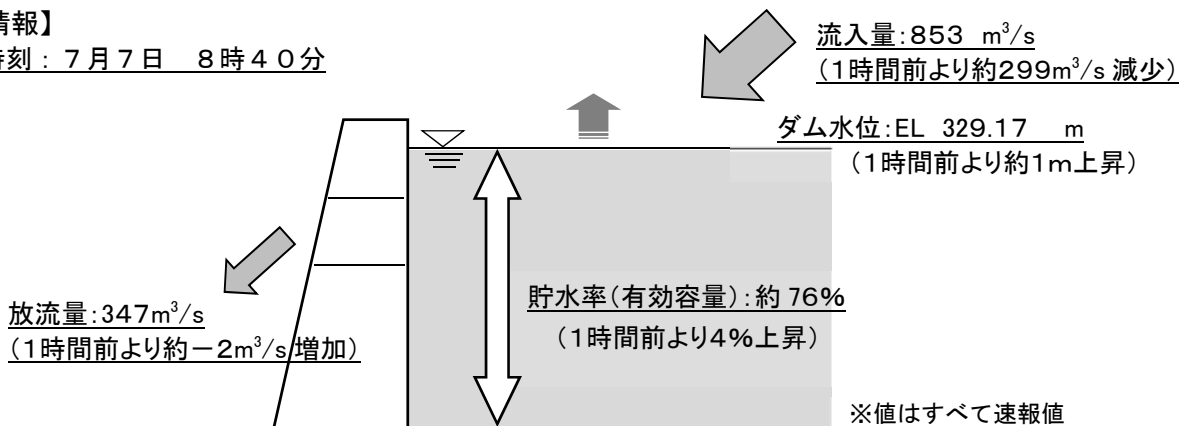 情報】
時刻：７月７日　８時４０分
流入量：853 m³/s
（1時間前より約299m³/s 減少）
ダム水位：EL 329.17 m
（1時間前より約1m上昇）
貯水率（有効容量）：約 76%
（1時間前より4%上昇）
放流量：347m³/s
（1時間前より約－2m³/s 増加）
※値はすべて速報値